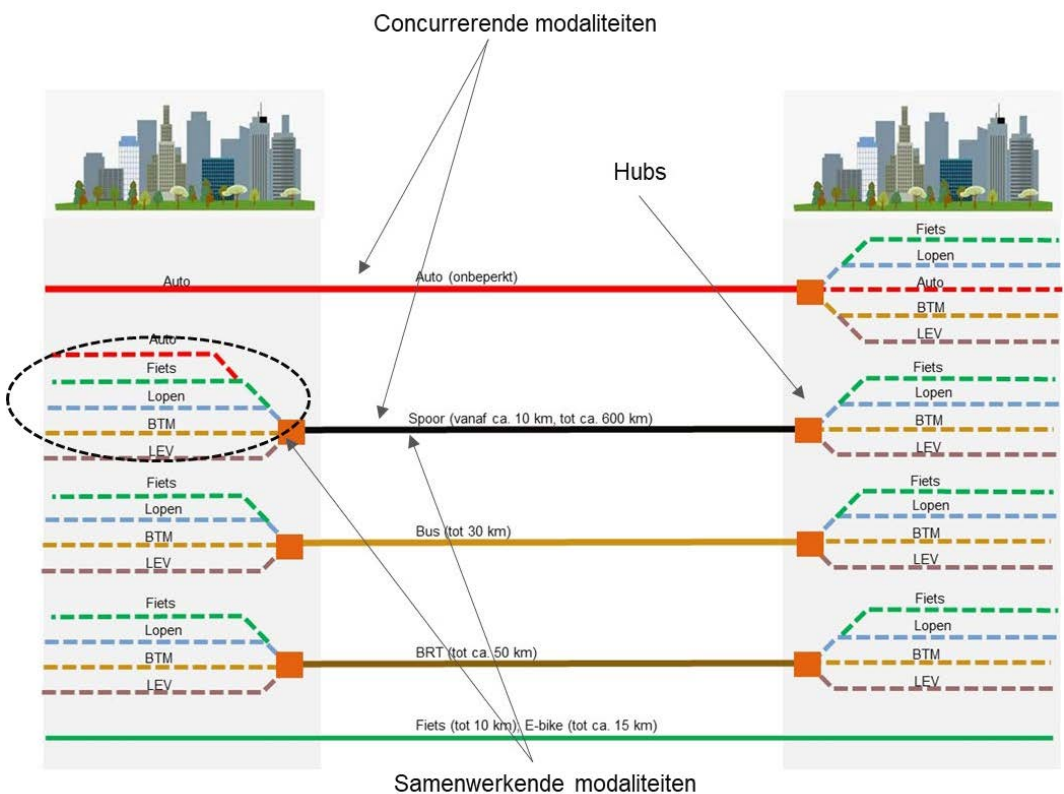 Concurrerende modaliteiten
Hubs
Fiets
Lopen
Auto
Auto (onbeperkt)
Auto
BTM
LEV
Auto
Fiets
Lopen
BTM
LEV
Spoor (vanaf ca. 10 km, tot ca. 600 km)
Fiets
Lopen
BTM
LEV
Fiets
Lopen
BTM
LEV
Bus (tot 30 km)
Fiets
Lopen
BTM
LEV
Fiets
Lopen
BTM
LEV
BRT (tot ca. 50 km)
Fiets
Lopen
BTM
LEV
Fiets (tot 10 km), E-bike (tot ca. 15 km)
Samenwerkende modaliteiten